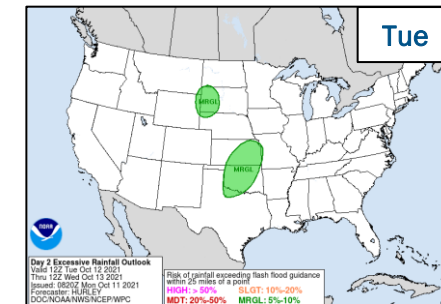 Tue
MRGL
MRGL
NOAA
Day 2 Excessive Rainfall Outlook
Valid 12Z Tue Oct 12 2021
Thru 12Z Wed Oct 13 2021
Issued: 0820Z Mon Oct 11 2021
Forecaster: HURLEY
DOC/NOAA/NWS/NCEP/WPC
Risk of rainfall exceeding flash flood guidance
within 25 miles of a point
HIGH: > 50% SLGT: 10%-20%
MDT: 20%-50% MRGL: 5%-10%